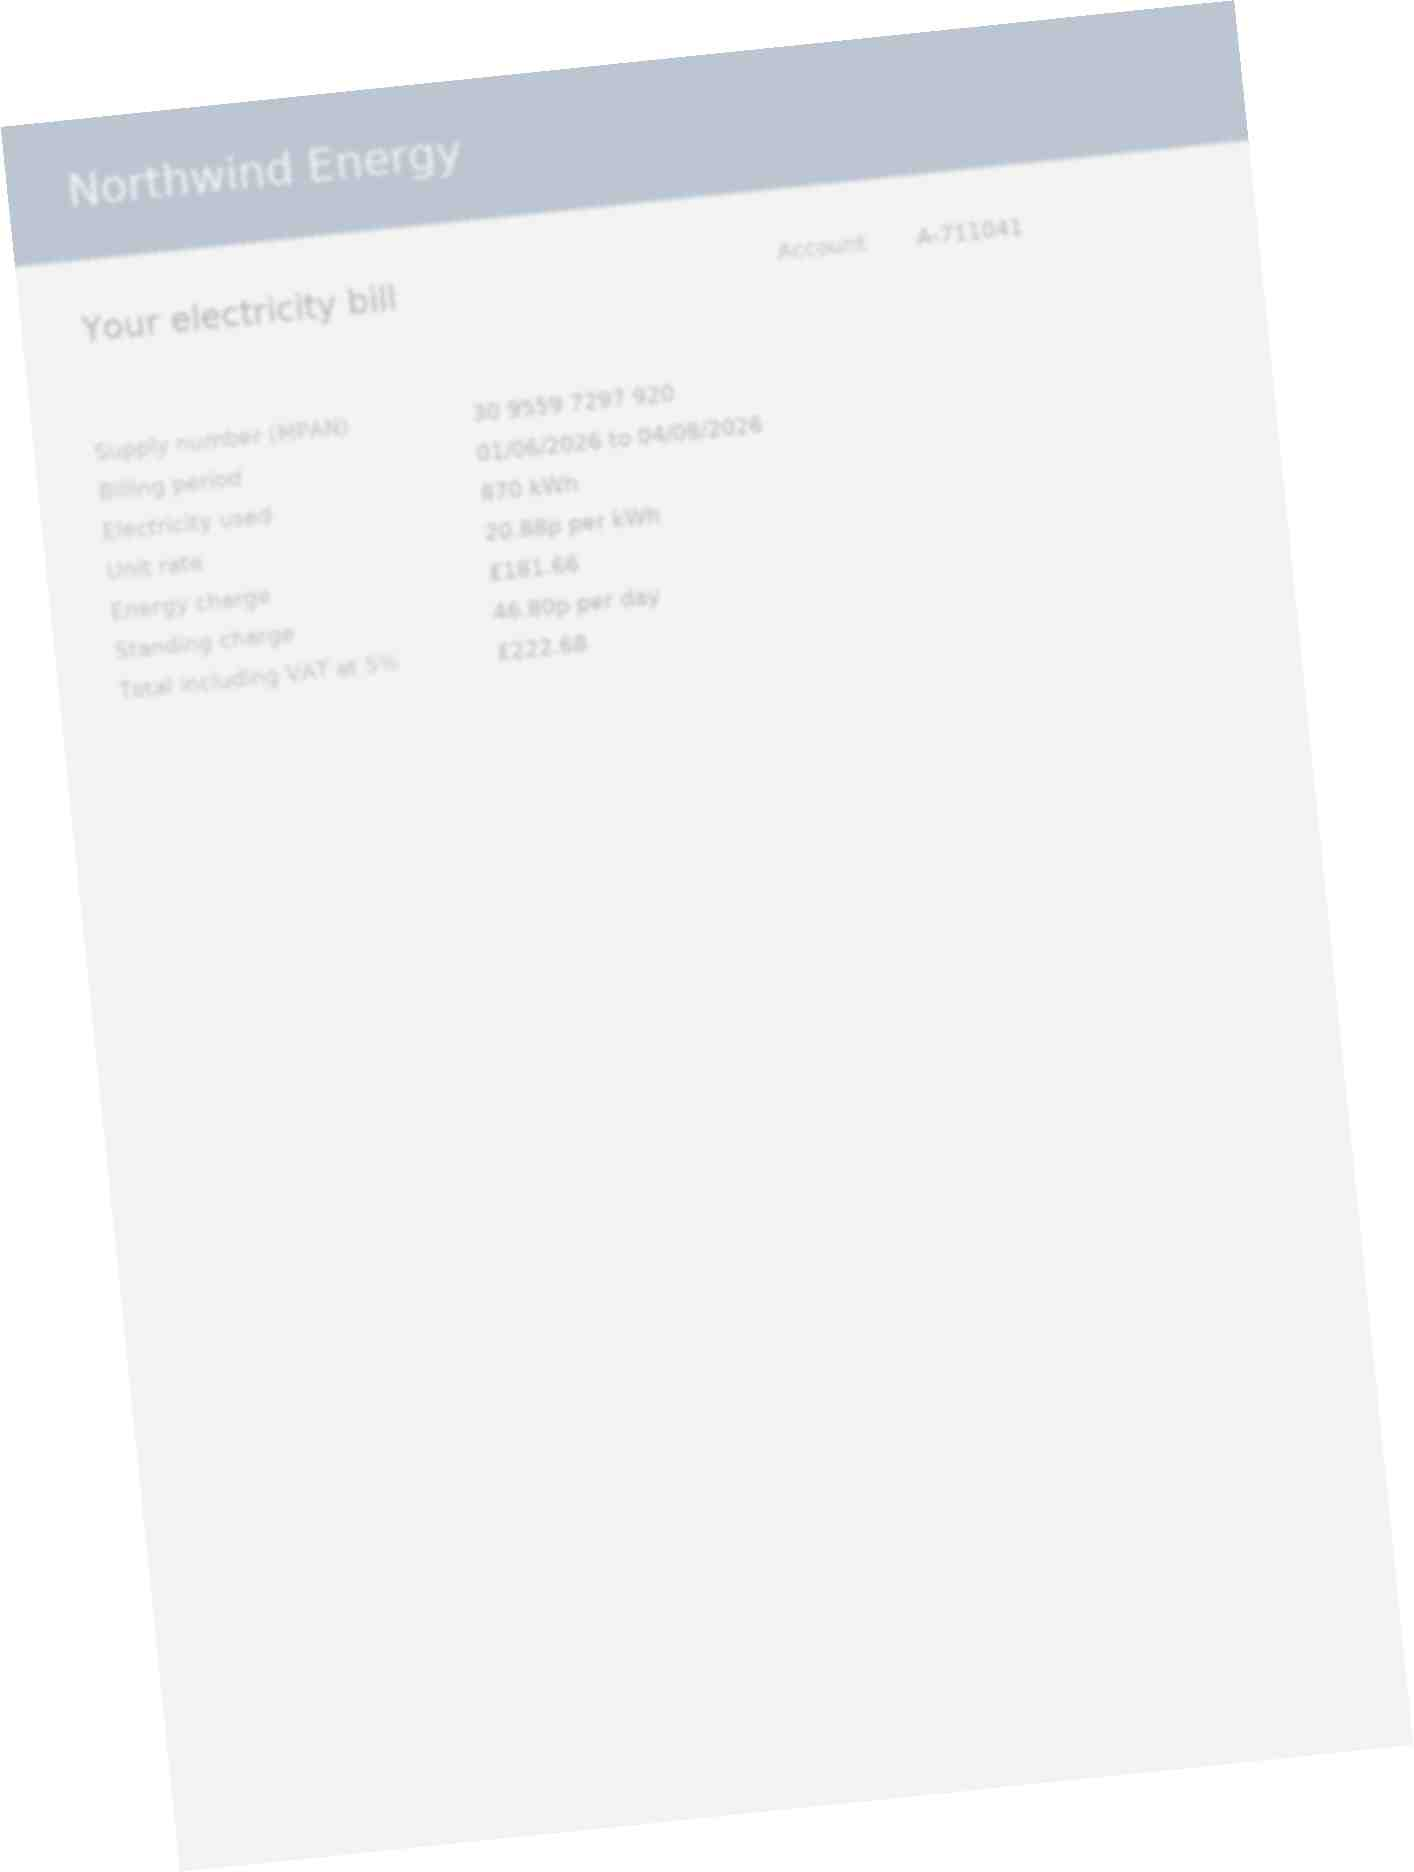 Northwind Energy
Account A-711041
Your electricity bill
Supply number (MPAN) 30 9559 7297 920
Billing period 01/06/2026 to 04/08/2026
Electricity used 870 kWh
Unit rate 20.88p per kWh
Energy charge £181.66
Standing charge 46.80p per day
Total including VAT at 5% £222.68